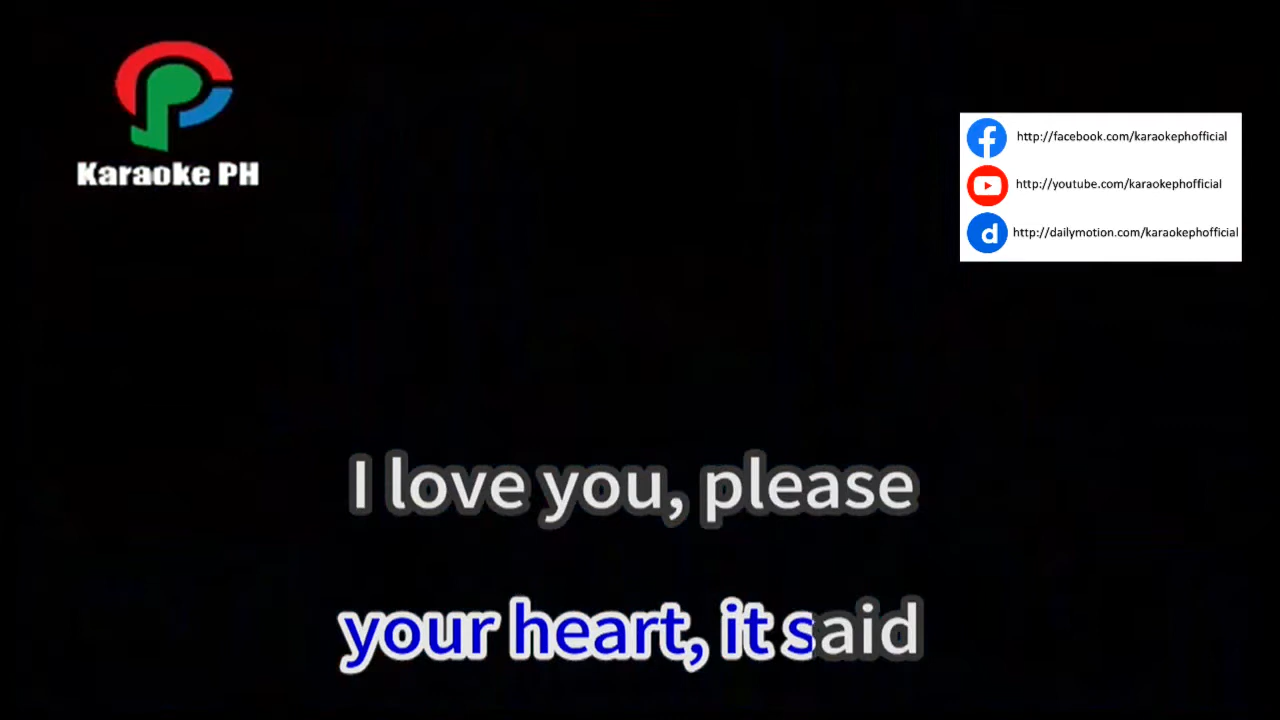 Karaoke PH
http://facebook.com/karaokephofficial
http://youtube.com/karaokephofficial
http://dailymotion.com/karaokephofficial
I love you, please
your heart, it said